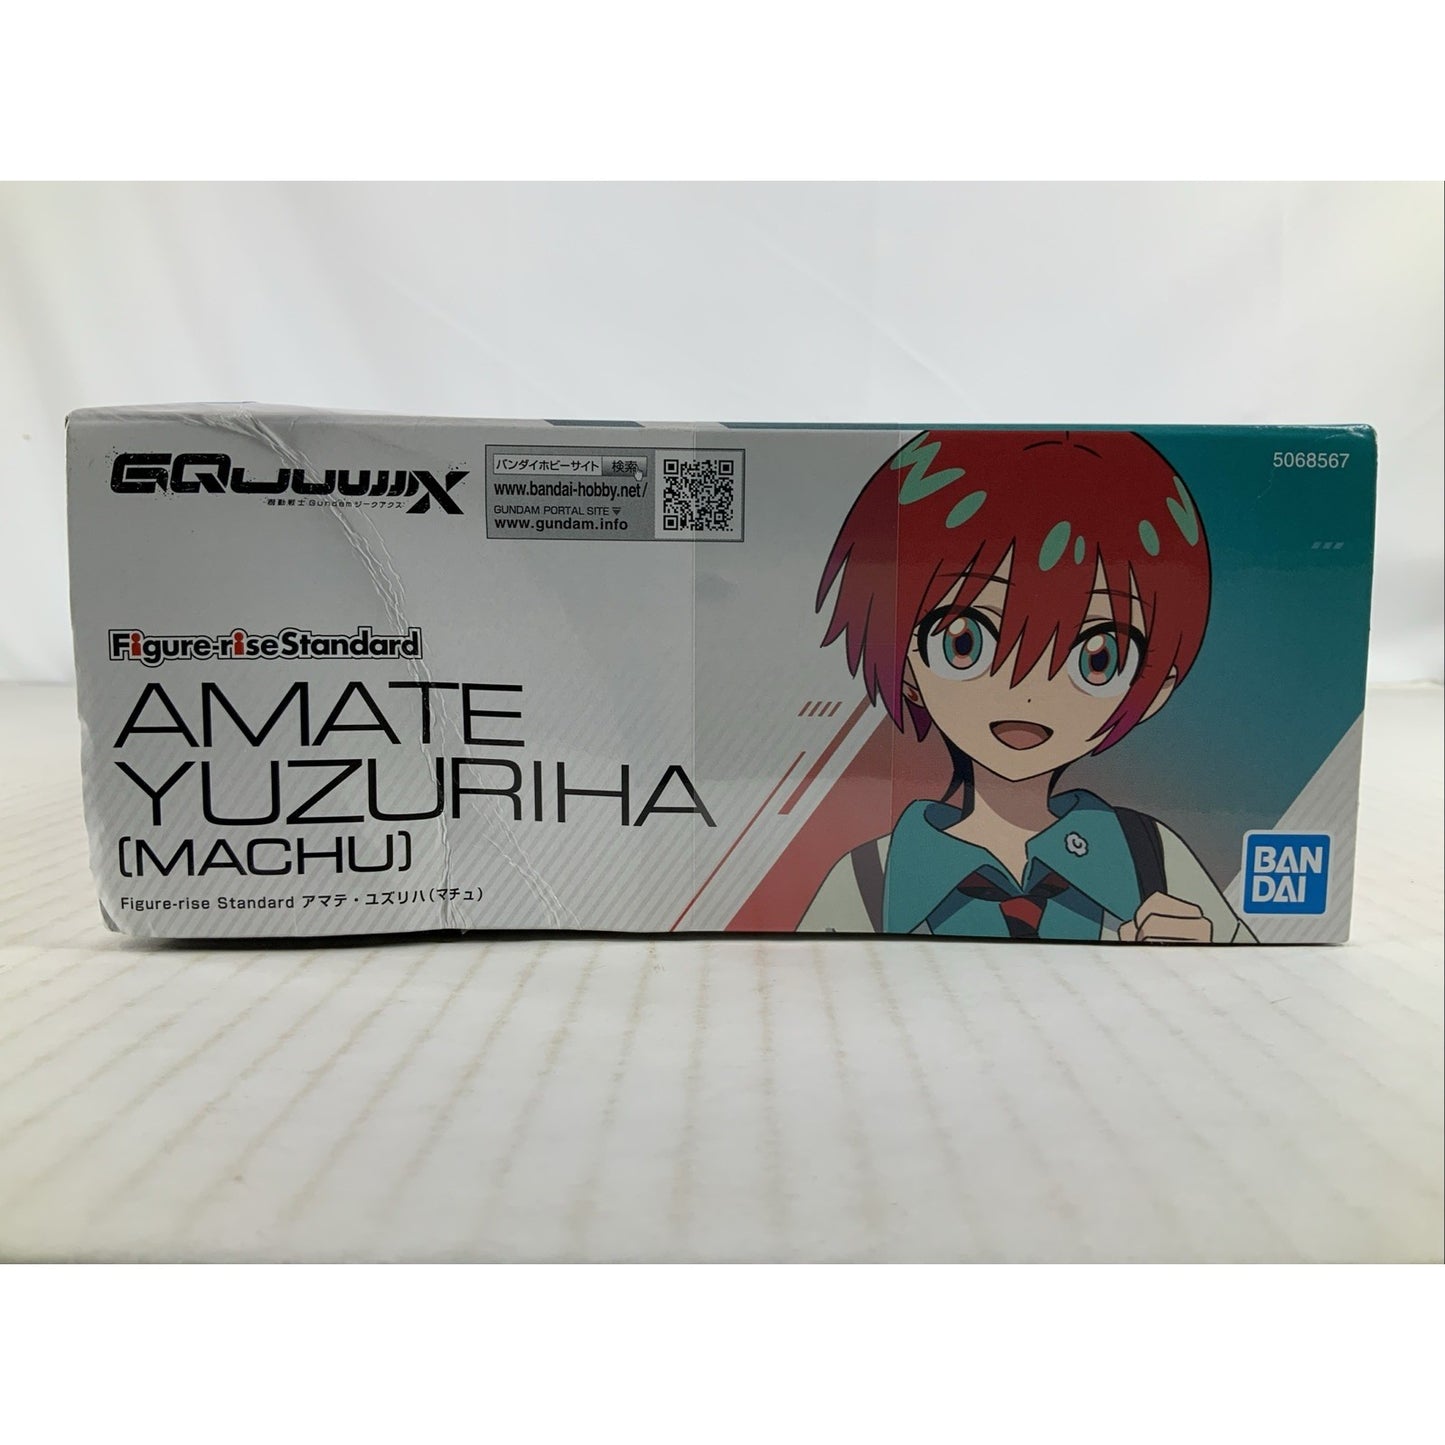 GQuuuuuuX
機動戦士Gundam ジークアクス
バンダイホビーサイト 検索
www.bandai-hobby.net/
GUNDAM PORTAL SITE ▼
www.gundam.info
5068567
Figure-riseStandard
AMATE
YUZURIHA
(MACHU)
Figure-rise Standard アマテ・ユズリハ(マチュ)
BAN
DAI